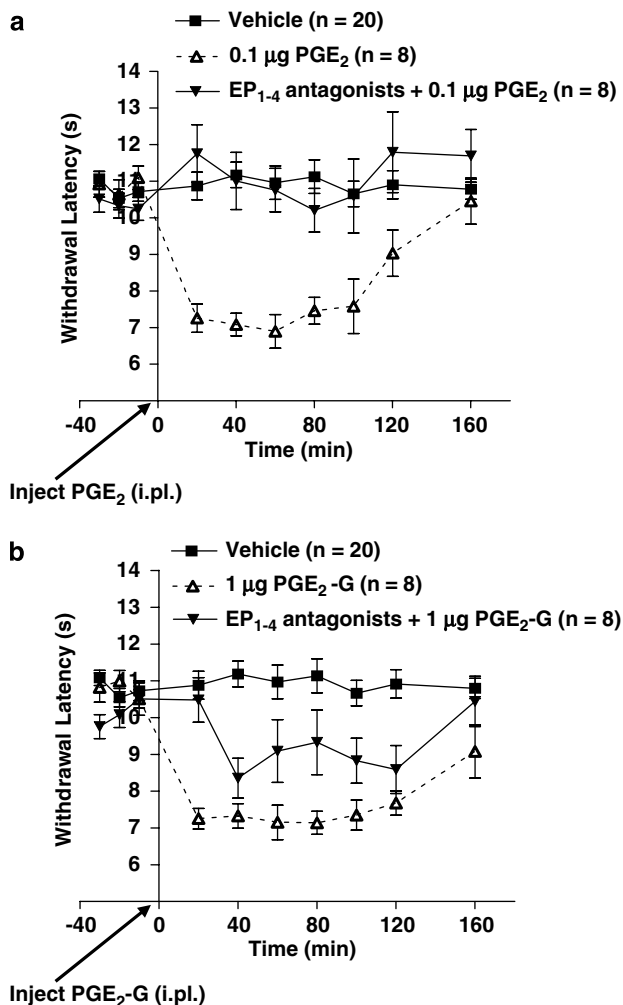 a
Vehicle (n = 20)
0.1 μg PGE₂ (n = 8)
EP₁₋₄ antagonists + 0.1 μg PGE₂ (n = 8)
Withdrawal Latency (s)
14
13
12
11
10
9
8
7
6
-40 0 40 80 120 160
Time (min)
Inject PGE₂ (i.pl.)
b
Vehicle (n = 20)
1 μg PGE₂ -G (n = 8)
EP₁₋₄ antagonists + 1 μg PGE₂-G (n = 8)
Withdrawal Latency (s)
14
13
12
11
10
9
8
7
6
-40 0 40 80 120 160
Time (min)
Inject PGE₂-G (i.pl.)